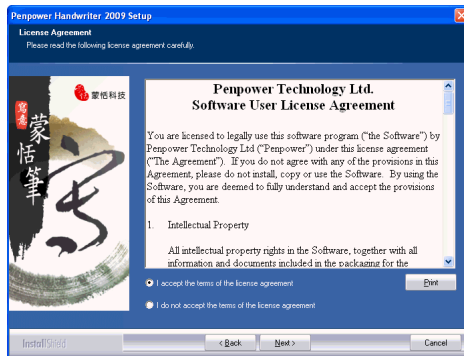 Penpower Handwriter 2009 Setup
License Agreement
Please read the following license agreement carefully.
蒙恬科技
寫意
蒙恬筆
寫
Penpower Technology Ltd.
Software User License Agreement
You are licensed to legally use this software program ("the Software") by
Penpower Technology Ltd ("Penpower") under this license agreement
("The Agreement").  If you do not agree with any of the provisions in this
Agreement, please do not install, copy or use the Software.  By using the
Software, you are deemed to fully understand and accept the provisions
of this Agreement.
1. Intellectual Property
All intellectual property rights in the Software, together with all
information and documents included in the packaging for the
I accept the terms of the license agreement
Print
I do not accept the terms of the license agreement
InstallShield
< Back
Next >
Cancel